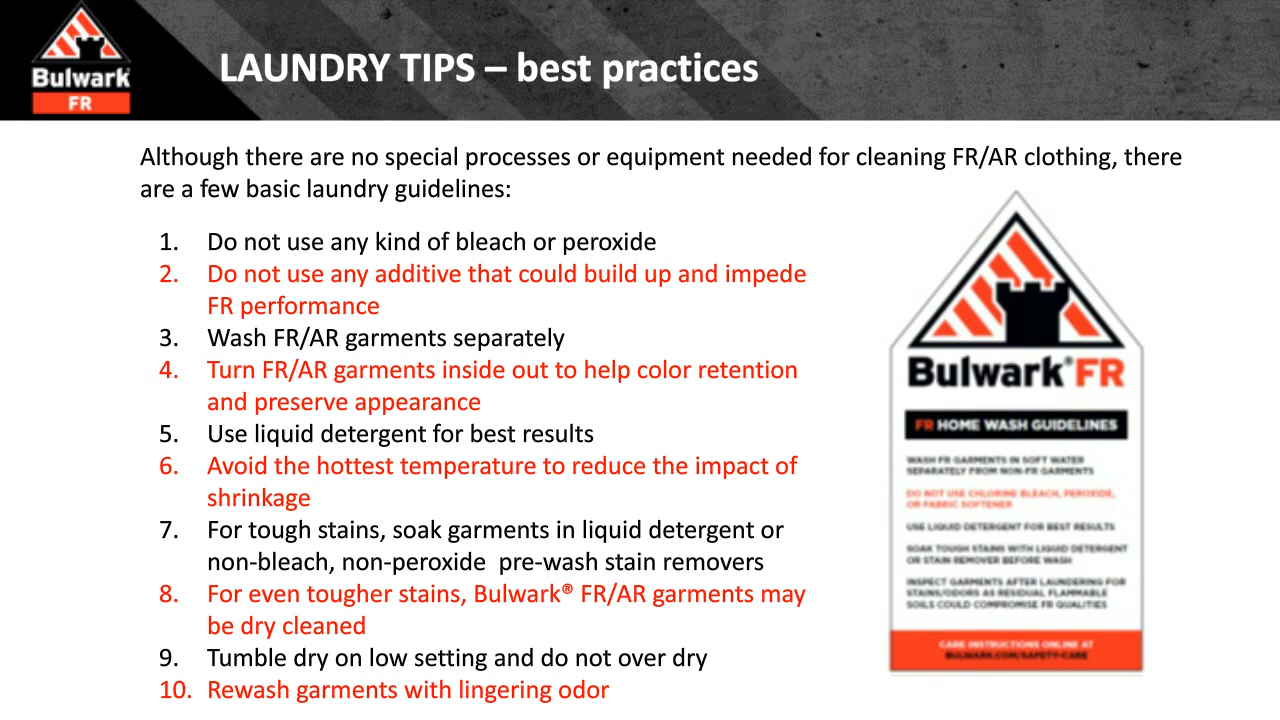 Bulwark
FR
LAUNDRY TIPS – best practices
Although there are no special processes or equipment needed for cleaning FR/AR clothing, there
are a few basic laundry guidelines:
1. Do not use any kind of bleach or peroxide
2. Do not use any additive that could build up and impede
FR performance
3. Wash FR/AR garments separately
4. Turn FR/AR garments inside out to help color retention
and preserve appearance
5. Use liquid detergent for best results
6. Avoid the hottest temperature to reduce the impact of
shrinkage
7. For tough stains, soak garments in liquid detergent or
non-bleach, non-peroxide  pre-wash stain removers
8. For even tougher stains, Bulwark® FR/AR garments may
be dry cleaned
9. Tumble dry on low setting and do not over dry
10. Rewash garments with lingering odor
Bulwark®FR
FR HOME WASH GUIDELINES
WASH FR GARMENTS IN SOFT WATER
SEPARATELY FROM NON-FR GARMENTS
DO NOT USE CHLORINE BLEACH, PEROXIDE,
OR FABRIC SOFTENER
USE LIQUID DETERGENT FOR BEST RESULTS
SOAK TOUGH STAINS WITH LIQUID DETERGENT
OR STAIN REMOVER BEFORE WASH
INSPECT GARMENTS AFTER LAUNDERING FOR
STAINS/ODORS AS RESIDUAL FLAMMABLE
SOILS COULD COMPROMISE FR QUALITIES
CARE INSTRUCTIONS ONLINE AT
BULWARK.COM/SAFETY-CARE